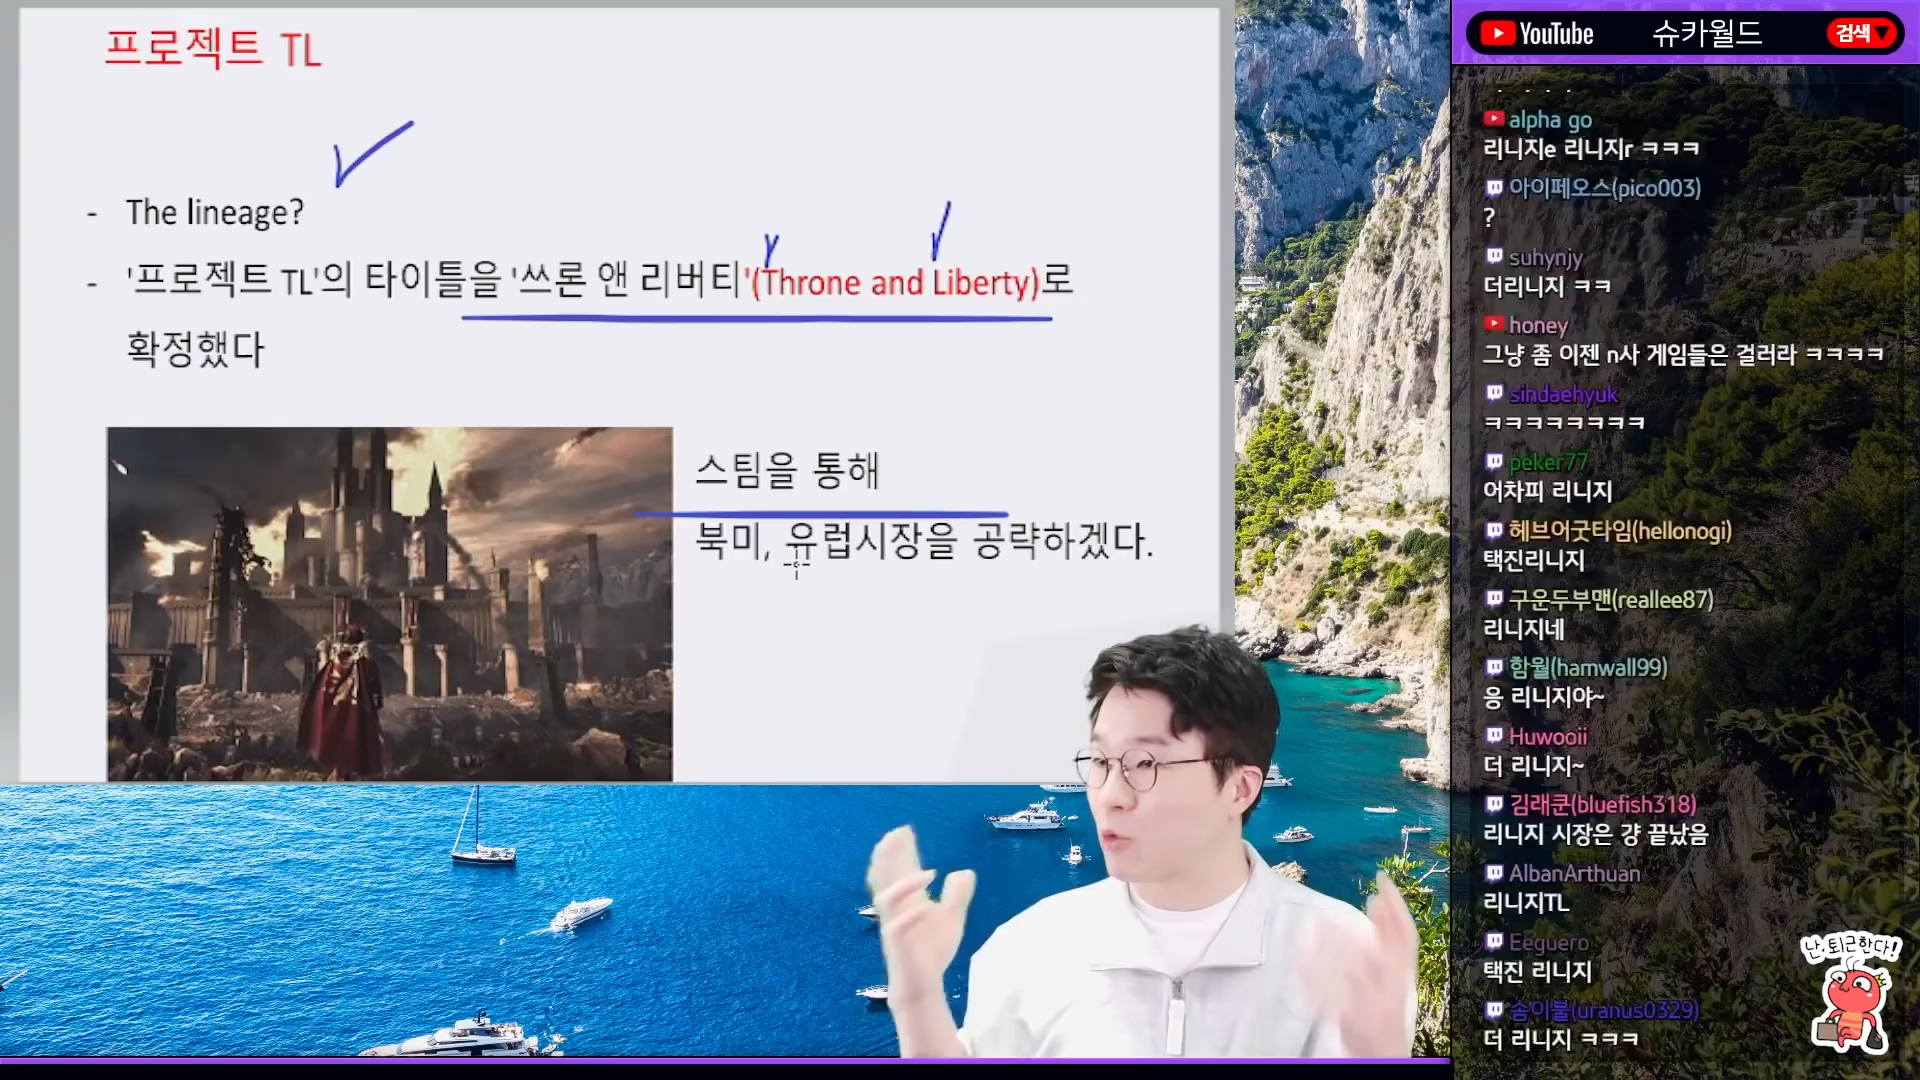 프로젝트 TL
- The lineage?
- '프로젝트 TL'의 타이틀을 '쓰론 앤 리버티'(Throne and Liberty)로
확정했다
스팀을 통해
북미, 유럽시장을 공략하겠다.
YouTube 슈카월드 검색
alpha go
리니지e 리니지r ㅋㅋㅋ
아이페오스(pico003)
?
suhynjy
더리니지 ㅋㅋ
honey
그냥 좀 이젠 n사 게임들은 걸러라 ㅋㅋㅋㅋ
sindaehyuk
ㅋㅋㅋㅋㅋㅋㅋㅋ
peker77
어차피 리니지
헤브어굿타임(hellonogi)
택진리니지
구운두부맨(reallee87)
리니지네
함월(hamwall99)
응 리니지야~
Huwooii
더 리니지~
김래쿤(bluefish318)
리니지 시장은 걍 끝났음
AlbanArthuan
리니지TL
Eeguero
택진 리니지
솜이불(uranus0329)
더 리니지 ㅋㅋㅋ
난, 퇴근한다!